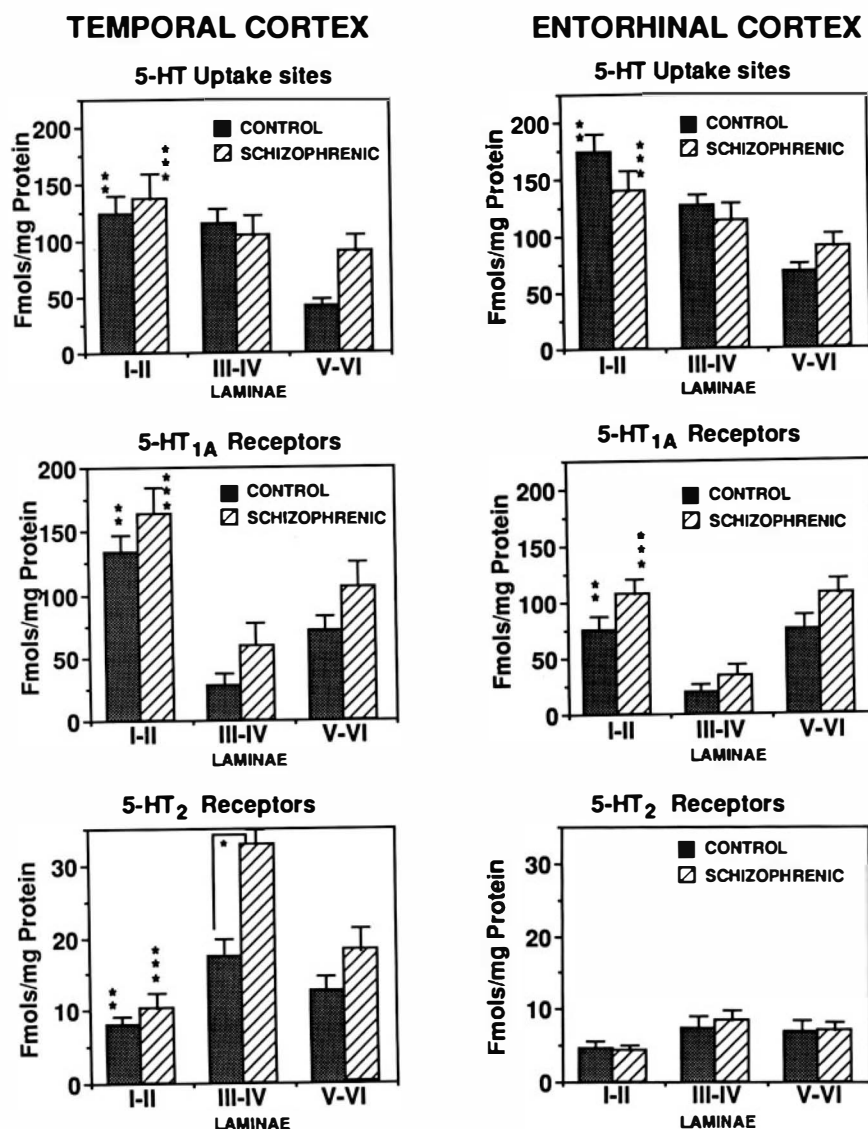 TEMPORAL CORTEX
5-HT Uptake sites
Fmols/mg Protein
200
150
100
50
0
CONTROL
SCHIZOPHRENIC
**
***
I-II
III-IV
V-VI
LAMINAE
5-HT1A Receptors
Fmols/mg Protein
200
150
100
50
0
CONTROL
SCHIZOPHRENIC
**
***
I-II
III-IV
V-VI
LAMINAE
5-HT2 Receptors
Fmols/mg Protein
30
20
10
0
**
***
*
I-II
III-IV
V-VI
LAMINAE
ENTORHINAL CORTEX
5-HT Uptake sites
Fmols/mg Protein
200
150
100
50
0
CONTROL
SCHIZOPHRENIC
**
***
I-II
III-IV
V-VI
LAMINAE
5-HT1A Receptors
Fmols/mg Protein
200
150
100
50
0
CONTROL
SCHIZOPHRENIC
**
***
I-II
III-IV
V-VI
LAMINAE
5-HT2 Receptors
Fmols/mg Protein
30
20
10
0
CONTROL
SCHIZOPHRENIC
I-II
III-IV
V-VI
LAMINAE